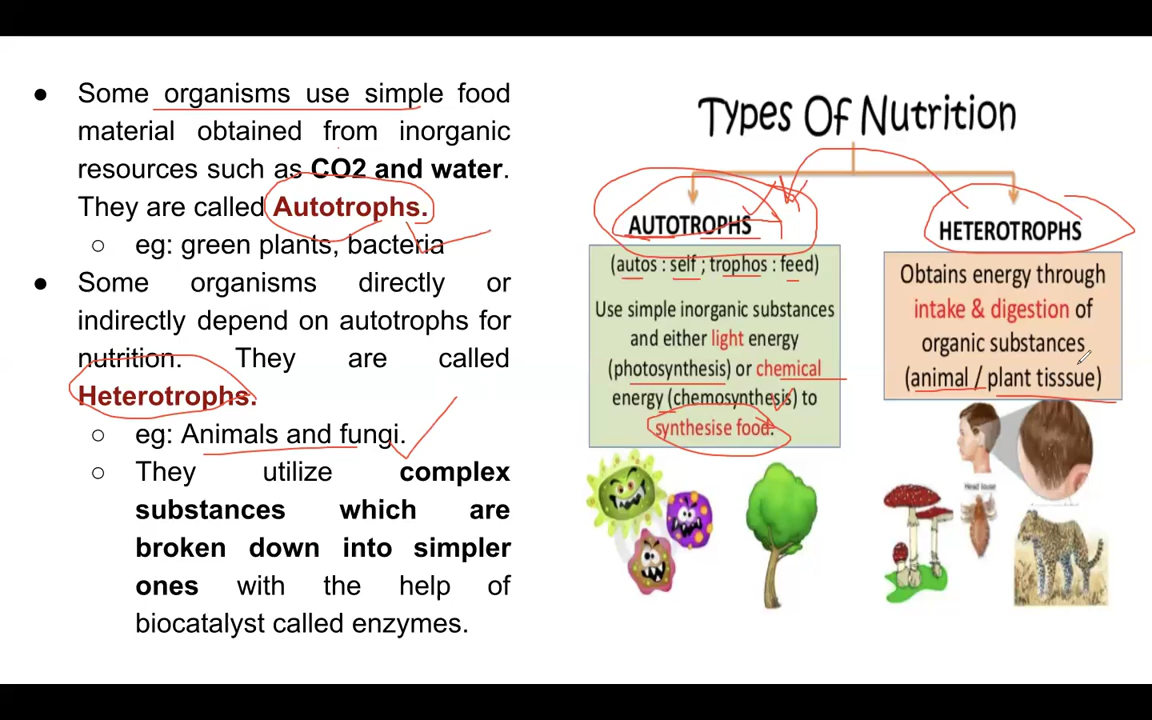 ● Some organisms use simple food
material obtained from inorganic
resources such as CO2 and water.
They are called Autotrophs.
○ eg: green plants, bacteria
● Some organisms directly or
indirectly depend on autotrophs for
nutrition. They are called
Heterotrophs.
○ eg: Animals and fungi.
○ They utilize complex
substances which are
broken down into simpler
ones with the help of
biocatalyst called enzymes.
Types Of Nutrition
AUTOTROPHS
(autos : self ; trophos : feed)
Use simple inorganic substances
and either light energy
(photosynthesis) or chemical
energy (chemosynthesis) to
synthesise food.
HETEROTROPHS
Obtains energy through
intake & digestion of
organic substances
(animal / plant tisssue)
Head louse